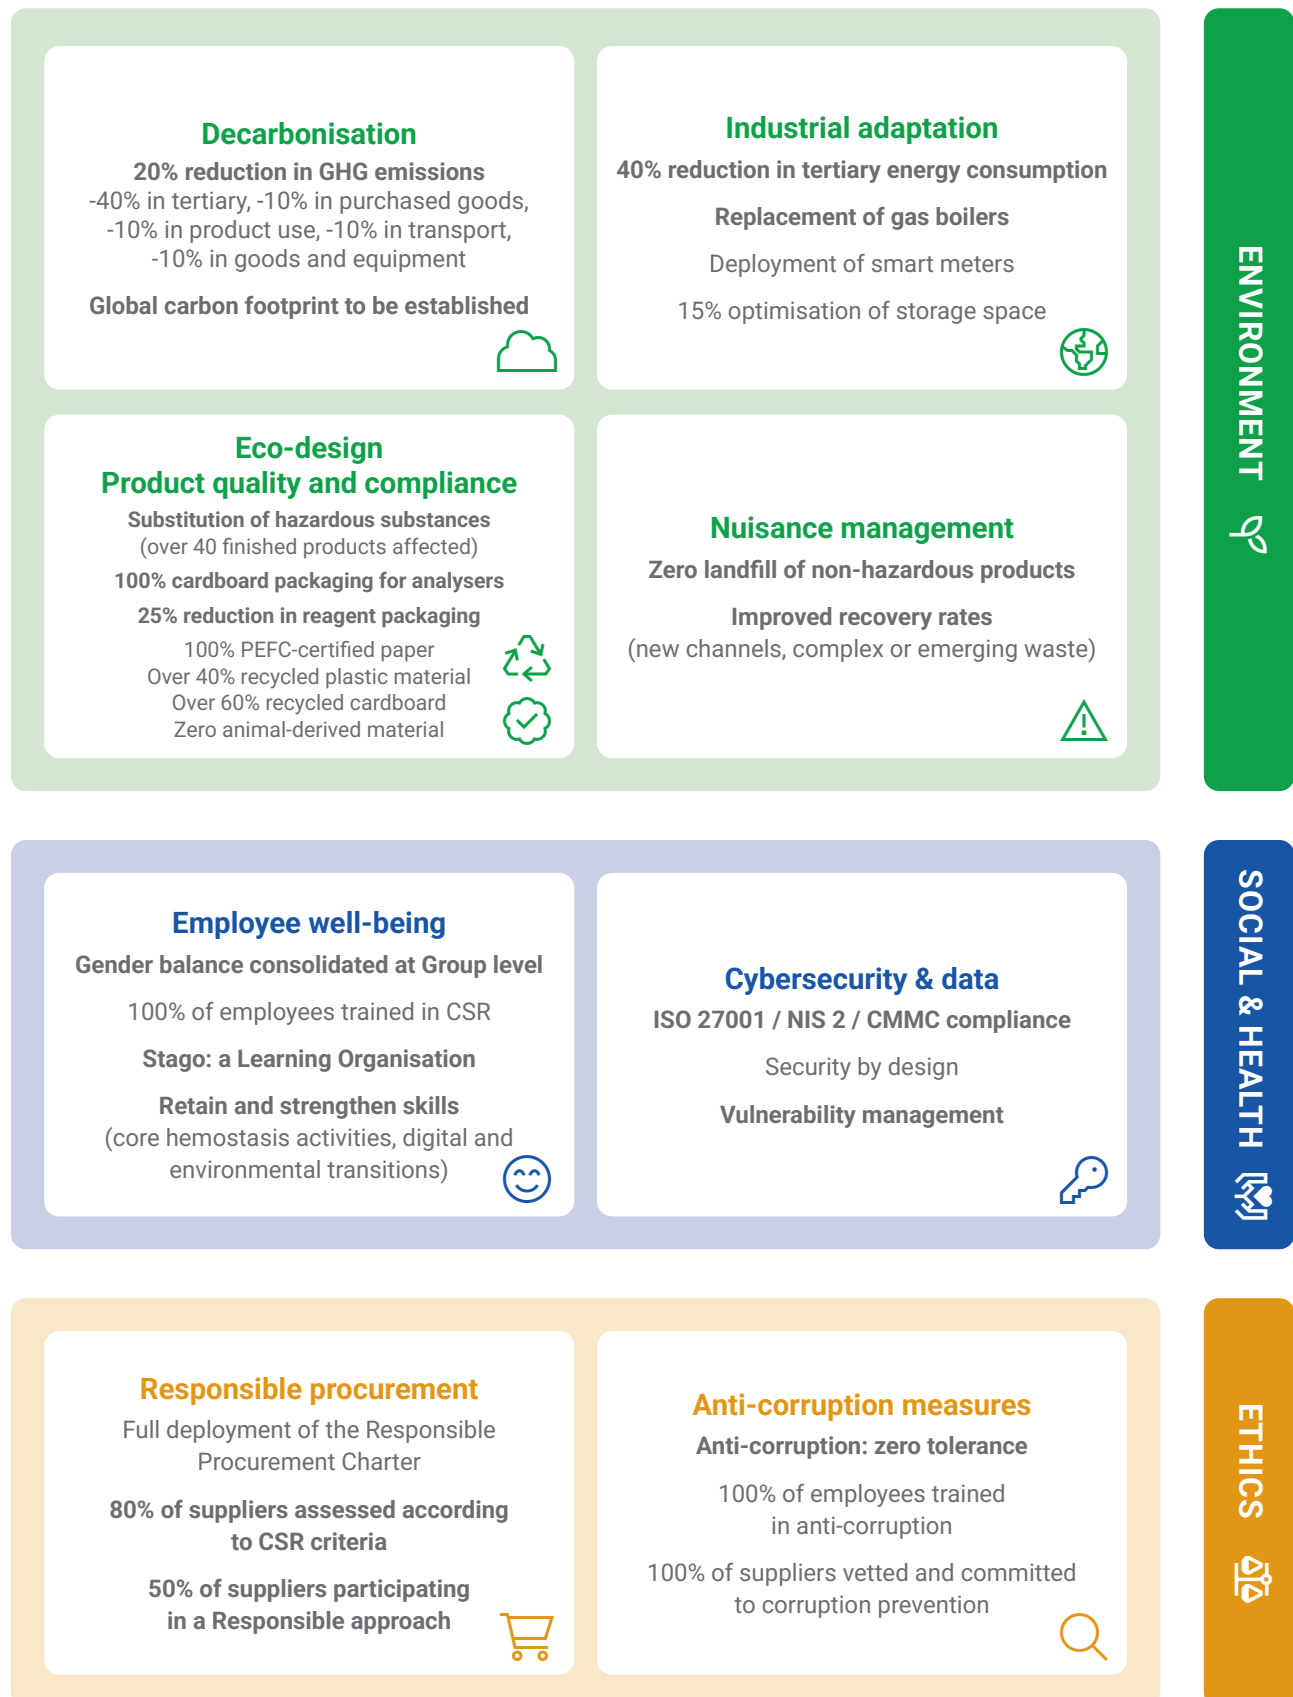 Decarbonisation
20% reduction in GHG emissions
-40% in tertiary, -10% in purchased goods,
-10% in product use, -10% in transport,
-10% in goods and equipment
Global carbon footprint to be established
Industrial adaptation
40% reduction in tertiary energy consumption
Replacement of gas boilers
Deployment of smart meters
15% optimisation of storage space
Eco-design
Product quality and compliance
Substitution of hazardous substances
(over 40 finished products affected)
100% cardboard packaging for analysers
25% reduction in reagent packaging
100% PEFC-certified paper
Over 40% recycled plastic material
Over 60% recycled cardboard
Zero animal-derived material
Nuisance management
Zero landfill of non-hazardous products
Improved recovery rates
(new channels, complex or emerging waste)
ENVIRONMENT
Employee well-being
Gender balance consolidated at Group level
100% of employees trained in CSR
Stago: a Learning Organisation
Retain and strengthen skills
(core hemostasis activities, digital and
environmental transitions)
Cybersecurity & data
ISO 27001 / NIS 2 / CMMC compliance
Security by design
Vulnerability management
SOCIAL & HEALTH
Responsible procurement
Full deployment of the Responsible
Procurement Charter
80% of suppliers assessed according
to CSR criteria
50% of suppliers participating
in a Responsible approach
Anti-corruption measures
Anti-corruption: zero tolerance
100% of employees trained
in anti-corruption
100% of suppliers vetted and committed
to corruption prevention
ETHICS